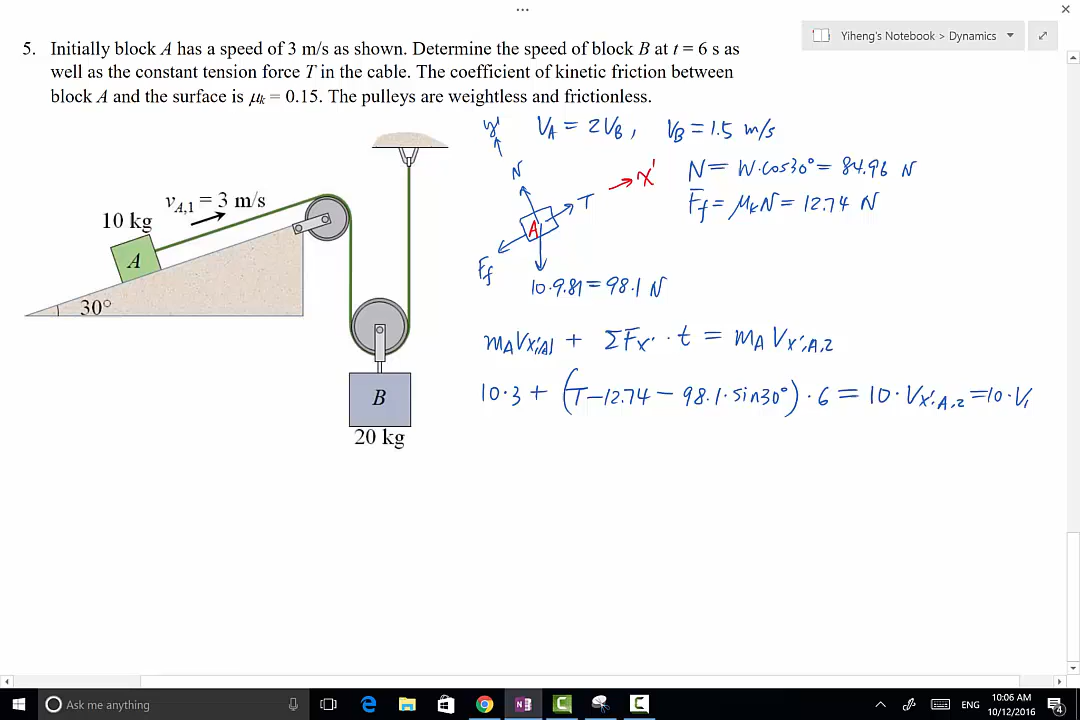 ...
Yiheng's Notebook > Dynamics
5. Initially block A has a speed of 3 m/s as shown. Determine the speed of block B at t = 6 s as
well as the constant tension force T in the cable. The coefficient of kinetic friction between
block A and the surface is μk = 0.15. The pulleys are weightless and frictionless.
y' VA = 2VB, VB = 1.5 m/s
N x' N = W·cos30° = 84.96 N
T Ff = μkN = 12.74 N
vA,1 = 3 m/s
10 kg
A
A
Ff 10·9.81 = 98.1 N
30°
mAVx',A,1 + ΣFx'·t = mAVx',A,2
10·3 + (T-12.74 - 98.1·sin30°)·6 = 10·Vx',A,2 = 10·V
B
20 kg
Ask me anything
ENG
10:06 AM
10/12/2016
4